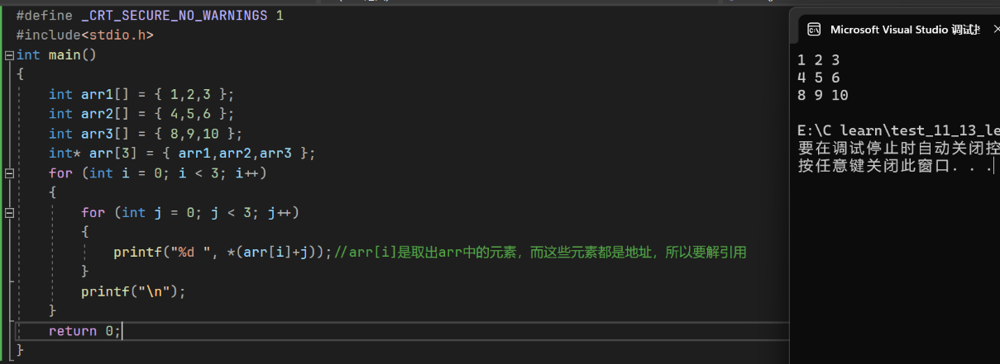 #define _CRT_SECURE_NO_WARNINGS 1
#include<stdio.h>
int main()
{
int arr1[] = { 1,2,3 };
int arr2[] = { 4,5,6 };
int arr3[] = { 8,9,10 };
int* arr[3] = { arr1,arr2,arr3 };
for (int i = 0; i < 3; i++)
{
for (int j = 0; j < 3; j++)
{
printf("%d ", *(arr[i]+j));//arr[i]是取出arr中的元素，而这些元素都是地址，所以要解引用
}
printf("\n");
}
return 0;
}
Microsoft Visual Studio 调试
1 2 3
4 5 6
8 9 10
E:\C learn\test_11_13_le
要在调试停止时自动关闭控
按任意键关闭此窗口. . .